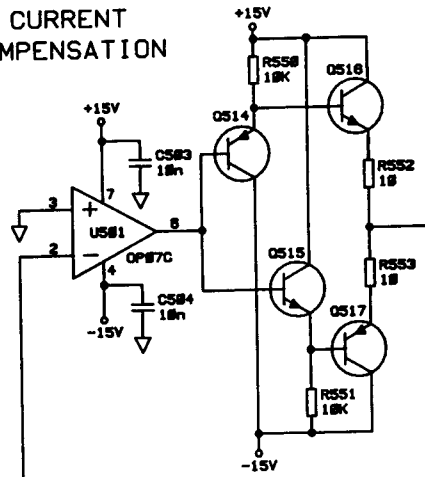 CURRENT
MPENSATION
+15V
R550
10K
Q516
Q514
+15V
C503
10n
R552
10
3
7
+
U501
6
2
-
OP07C
4
Q515
R553
10
C504
10n
Q517
-15V
R551
10K
-15V